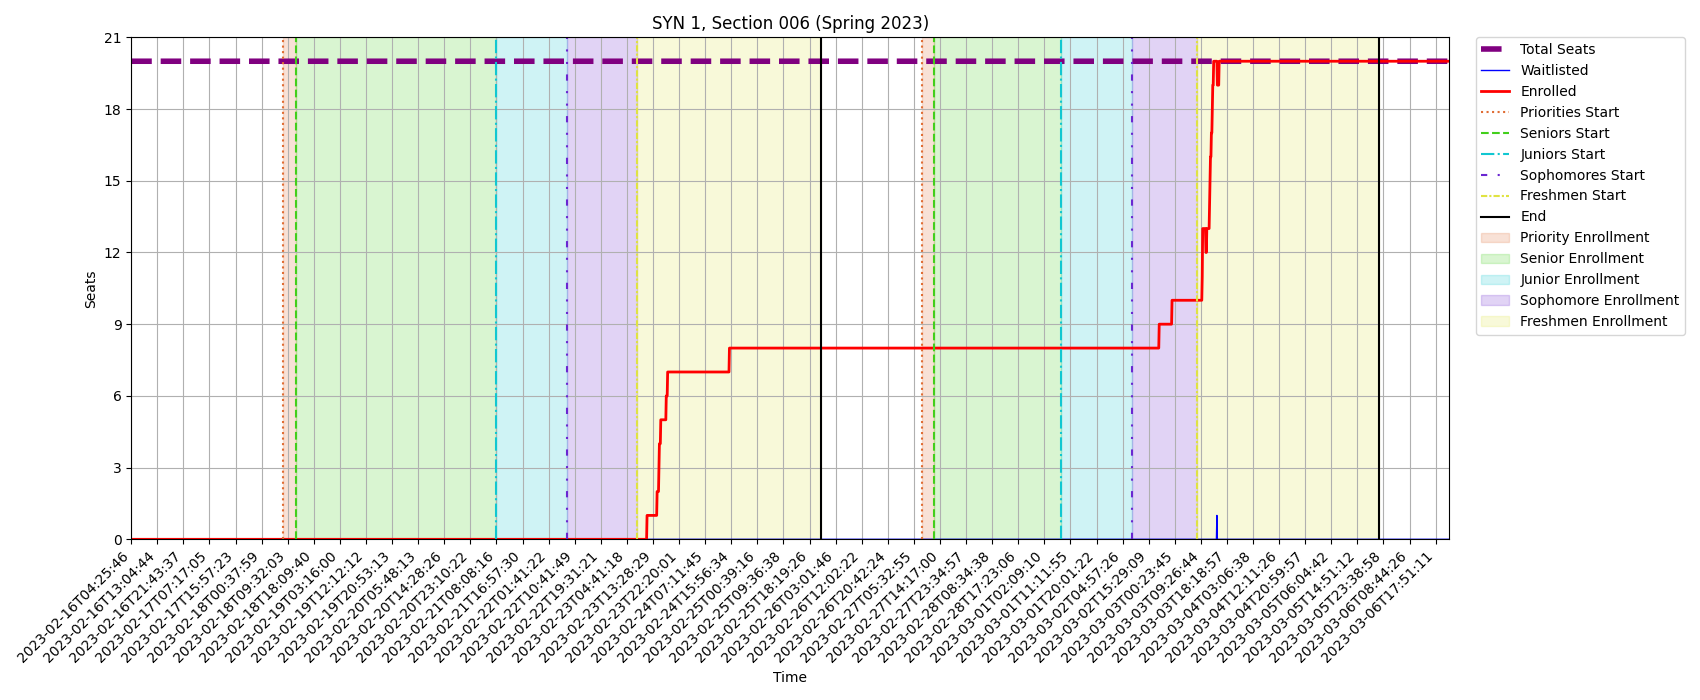 SYN 1, Section 006 (Spring 2023)
21
18
15
12
9
6
3
0
Seats
2023-02-16T04:25:46
2023-02-16T13:04:44
2023-02-16T21:43:37
2023-02-17T07:17:05
2023-02-17T15:57:23
2023-02-18T00:37:59
2023-02-18T09:32:03
2023-02-18T18:09:40
2023-02-19T03:16:00
2023-02-19T12:12:12
2023-02-19T20:53:13
2023-02-20T05:48:13
2023-02-20T14:28:26
2023-02-20T23:10:22
2023-02-21T08:08:16
2023-02-21T16:57:30
2023-02-22T01:41:22
2023-02-22T10:41:49
2023-02-22T19:31:21
2023-02-23T04:41:18
2023-02-23T13:28:29
2023-02-23T22:20:01
2023-02-24T07:11:45
2023-02-24T15:56:34
2023-02-25T00:39:16
2023-02-25T09:36:38
2023-02-25T18:19:26
2023-02-26T03:01:46
2023-02-26T12:02:22
2023-02-26T20:42:24
2023-02-27T05:32:55
2023-02-27T14:17:00
2023-02-27T23:34:57
2023-02-28T08:34:38
2023-02-28T17:23:06
2023-03-01T02:09:10
2023-03-01T11:11:55
2023-03-01T20:01:22
2023-03-02T04:57:26
2023-03-02T15:29:09
2023-03-03T00:23:45
2023-03-03T09:26:44
2023-03-03T18:18:57
2023-03-04T03:06:38
2023-03-04T12:11:26
2023-03-04T20:59:57
2023-03-05T06:04:42
2023-03-05T14:51:12
2023-03-05T23:38:58
2023-03-06T08:44:26
2023-03-06T17:51:11
Time
Total Seats
Waitlisted
Enrolled
Priorities Start
Seniors Start
Juniors Start
Sophomores Start
Freshmen Start
End
Priority Enrollment
Senior Enrollment
Junior Enrollment
Sophomore Enrollment
Freshmen Enrollment